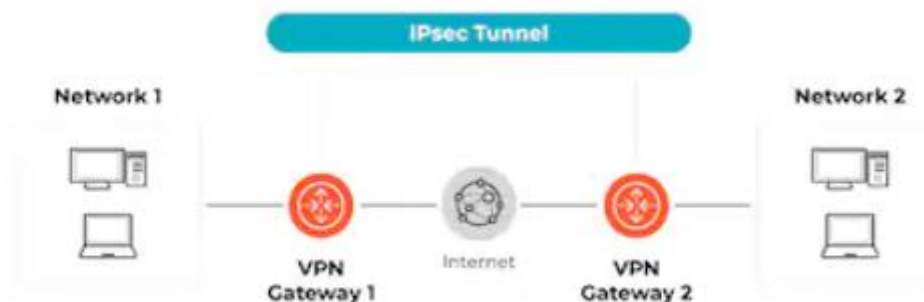 IPsec Tunnel
Network 1
Network 2
VPN
Gateway 1
Internet
VPN
Gateway 2